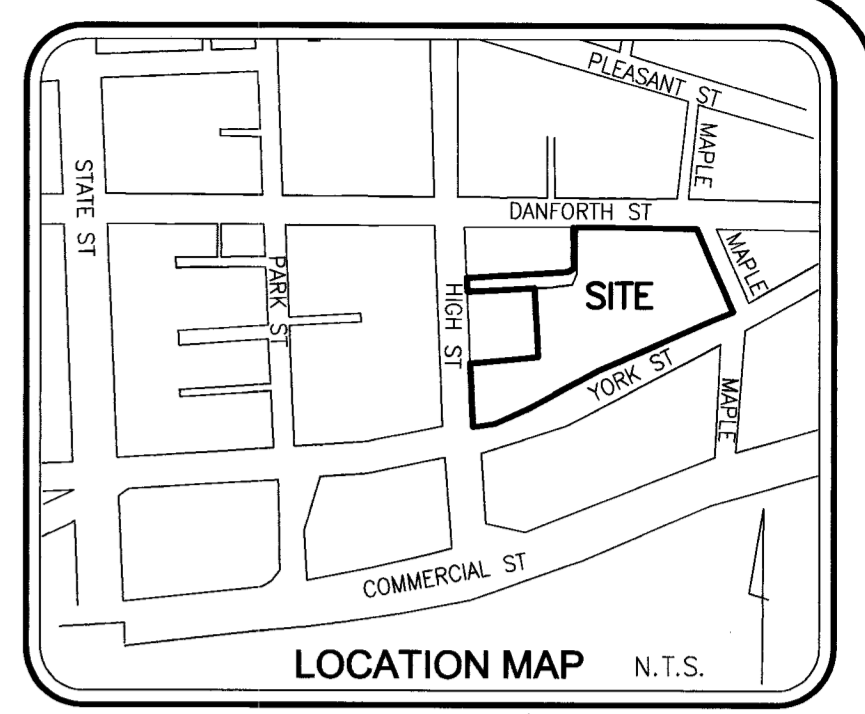 PLEASANT ST
MAPLE
STATE ST
DANFORTH ST
MAPLE
PARK ST
HIGH ST
SITE
YORK ST
MAPLE
COMMERCIAL ST
LOCATION MAP N.T.S.